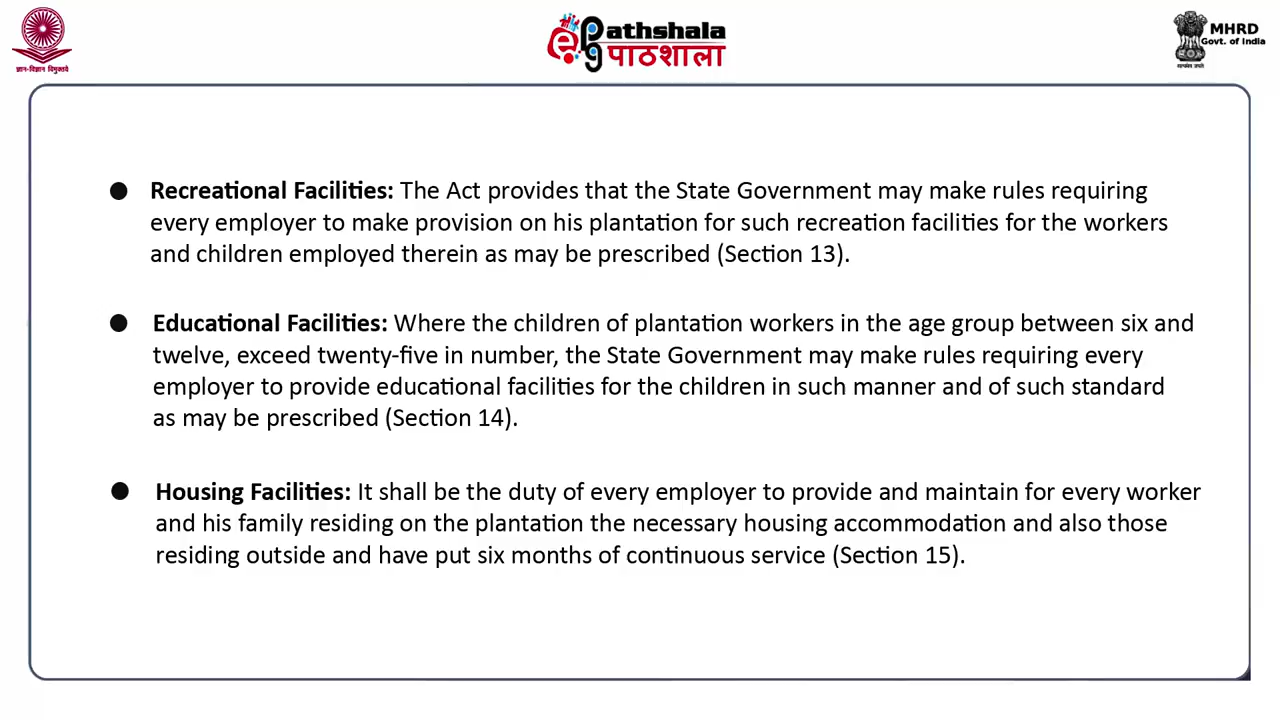 ज्ञान-विज्ञान विमुक्तये
ePG Pathshala
पाठशाला
MHRD
Govt. of India
सत्यमेव जयते
● Recreational Facilities: The Act provides that the State Government may make rules requiring
every employer to make provision on his plantation for such recreation facilities for the workers
and children employed therein as may be prescribed (Section 13).
● Educational Facilities: Where the children of plantation workers in the age group between six and
twelve, exceed twenty-five in number, the State Government may make rules requiring every
employer to provide educational facilities for the children in such manner and of such standard
as may be prescribed (Section 14).
● Housing Facilities: It shall be the duty of every employer to provide and maintain for every worker
and his family residing on the plantation the necessary housing accommodation and also those
residing outside and have put six months of continuous service (Section 15).